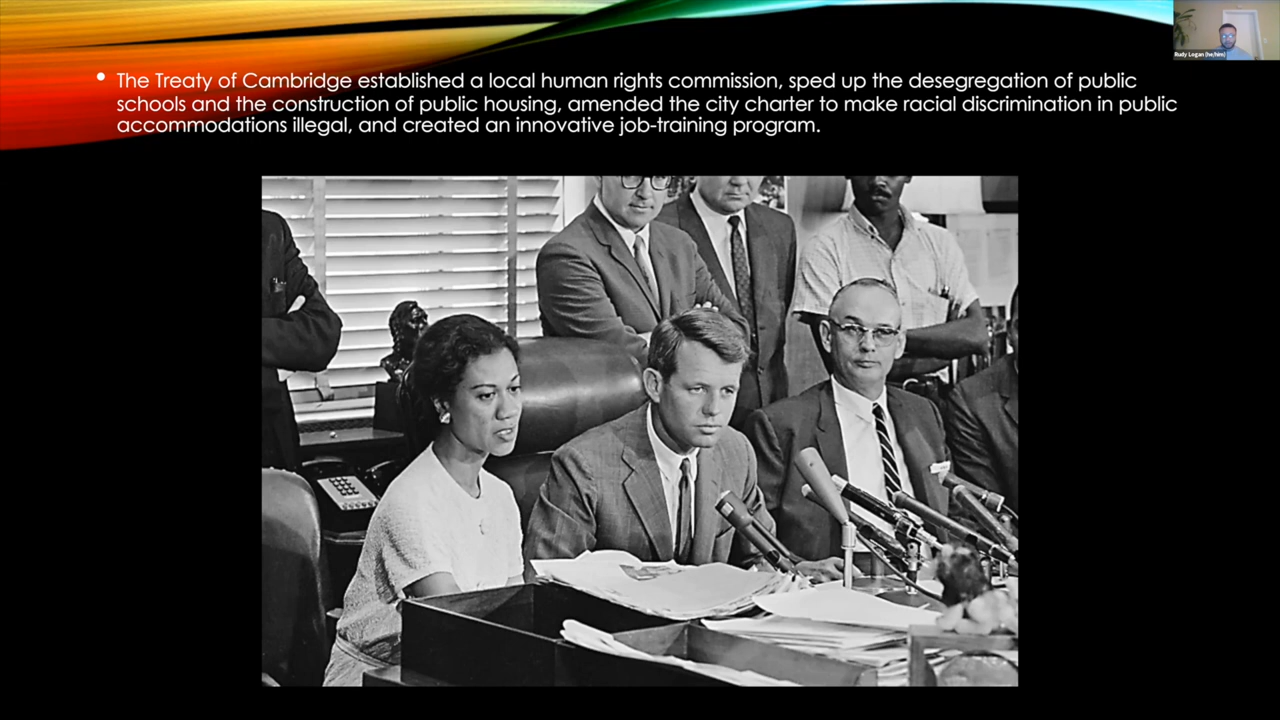 • The Treaty of Cambridge established a local human rights commission, sped up the desegregation of public
schools and the construction of public housing, amended the city charter to make racial discrimination in public
accommodations illegal, and created an innovative job-training program.
Rudy Logan (he/him)